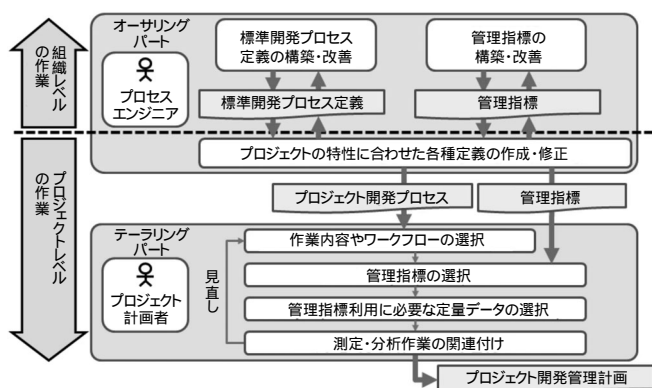 組織レベル
の作業
オーサリング
パート
プロセス
エンジニア
標準開発プロセス
定義の構築・改善
管理指標の
構築・改善
標準開発プロセス定義
管理指標
プロジェクトの特性に合わせた各種定義の作成・修正
プロジェクトレベル
の作業
プロジェクト開発プロセス
管理指標
テーラリング
パート
プロジェクト
計画者
見直し
作業内容やワークフローの選択
管理指標の選択
管理指標利用に必要な定量データの選択
測定・分析作業の関連付け
プロジェクト開発管理計画